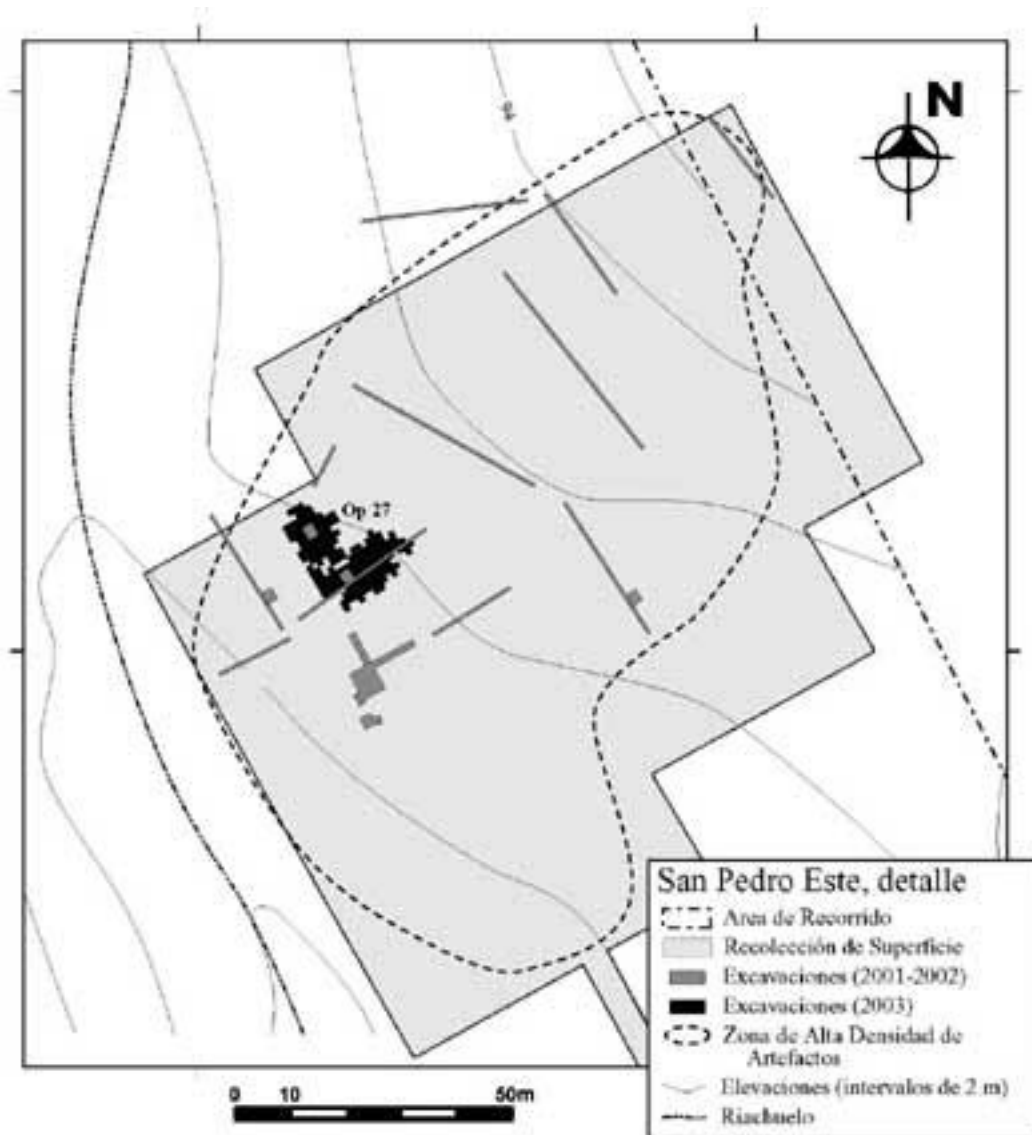 N
94
Op 27
San Pedro Este, detalle
Area de Recorrido
Recolección de Superficie
Excavaciones (2001-2002)
Excavaciones (2003)
Zona de Alta Densidad de
Artefactos
Elevaciones (intervalos de 2 m)
Riachuelo
0 10 50m